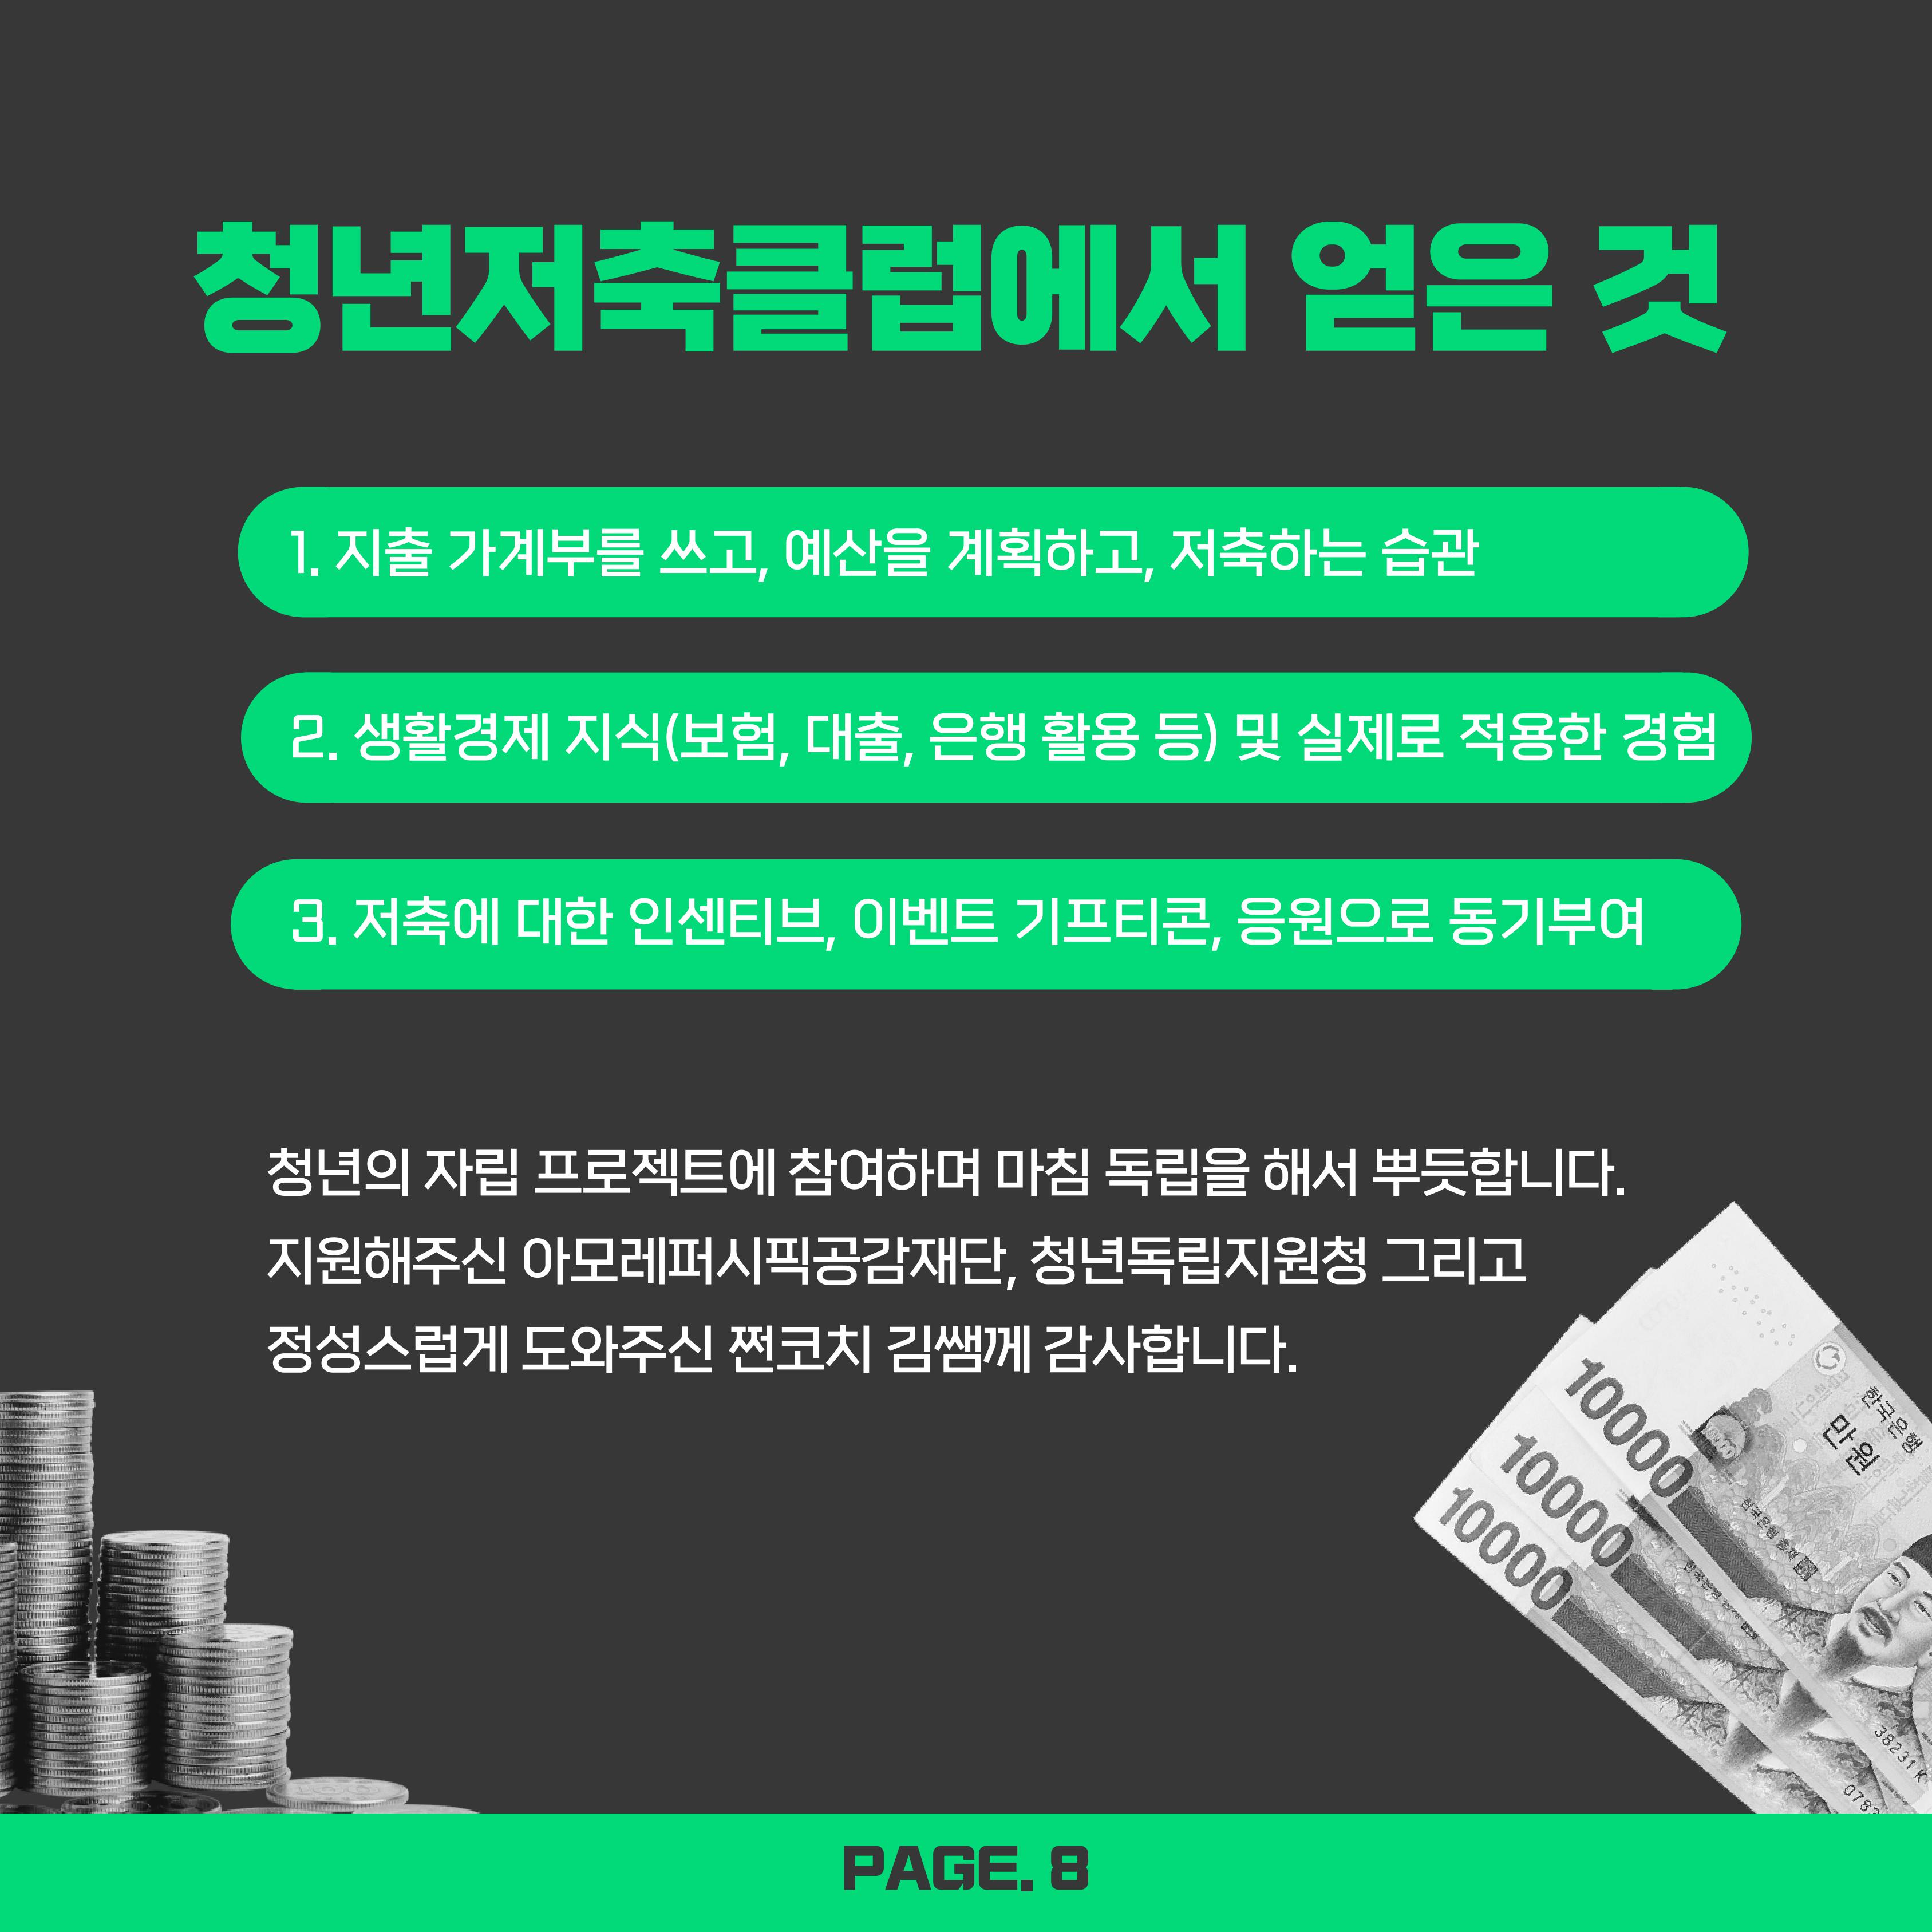 청년저축클럽에서 얻은 것
1. 지출 가계부를 쓰고, 예산을 계획하고, 저축하는 습관
2. 생활경제 지식(보험, 대출, 은행 활용 등) 및 실제로 적용한 경험
3. 저축에 대한 인센티브, 이벤트 기프티콘, 응원으로 동기부여
청년의 자립 프로젝트에 참여하며 마침 독립을 해서 뿌듯합니다.
지원해주신 아모레퍼시픽공감재단, 청년독립지원청 그리고
정성스럽게 도와주신 쩐코치 김쌤께 감사합니다.
10000
한국은행
만원
한국은행 총재
10000
10000
PAGE. 8